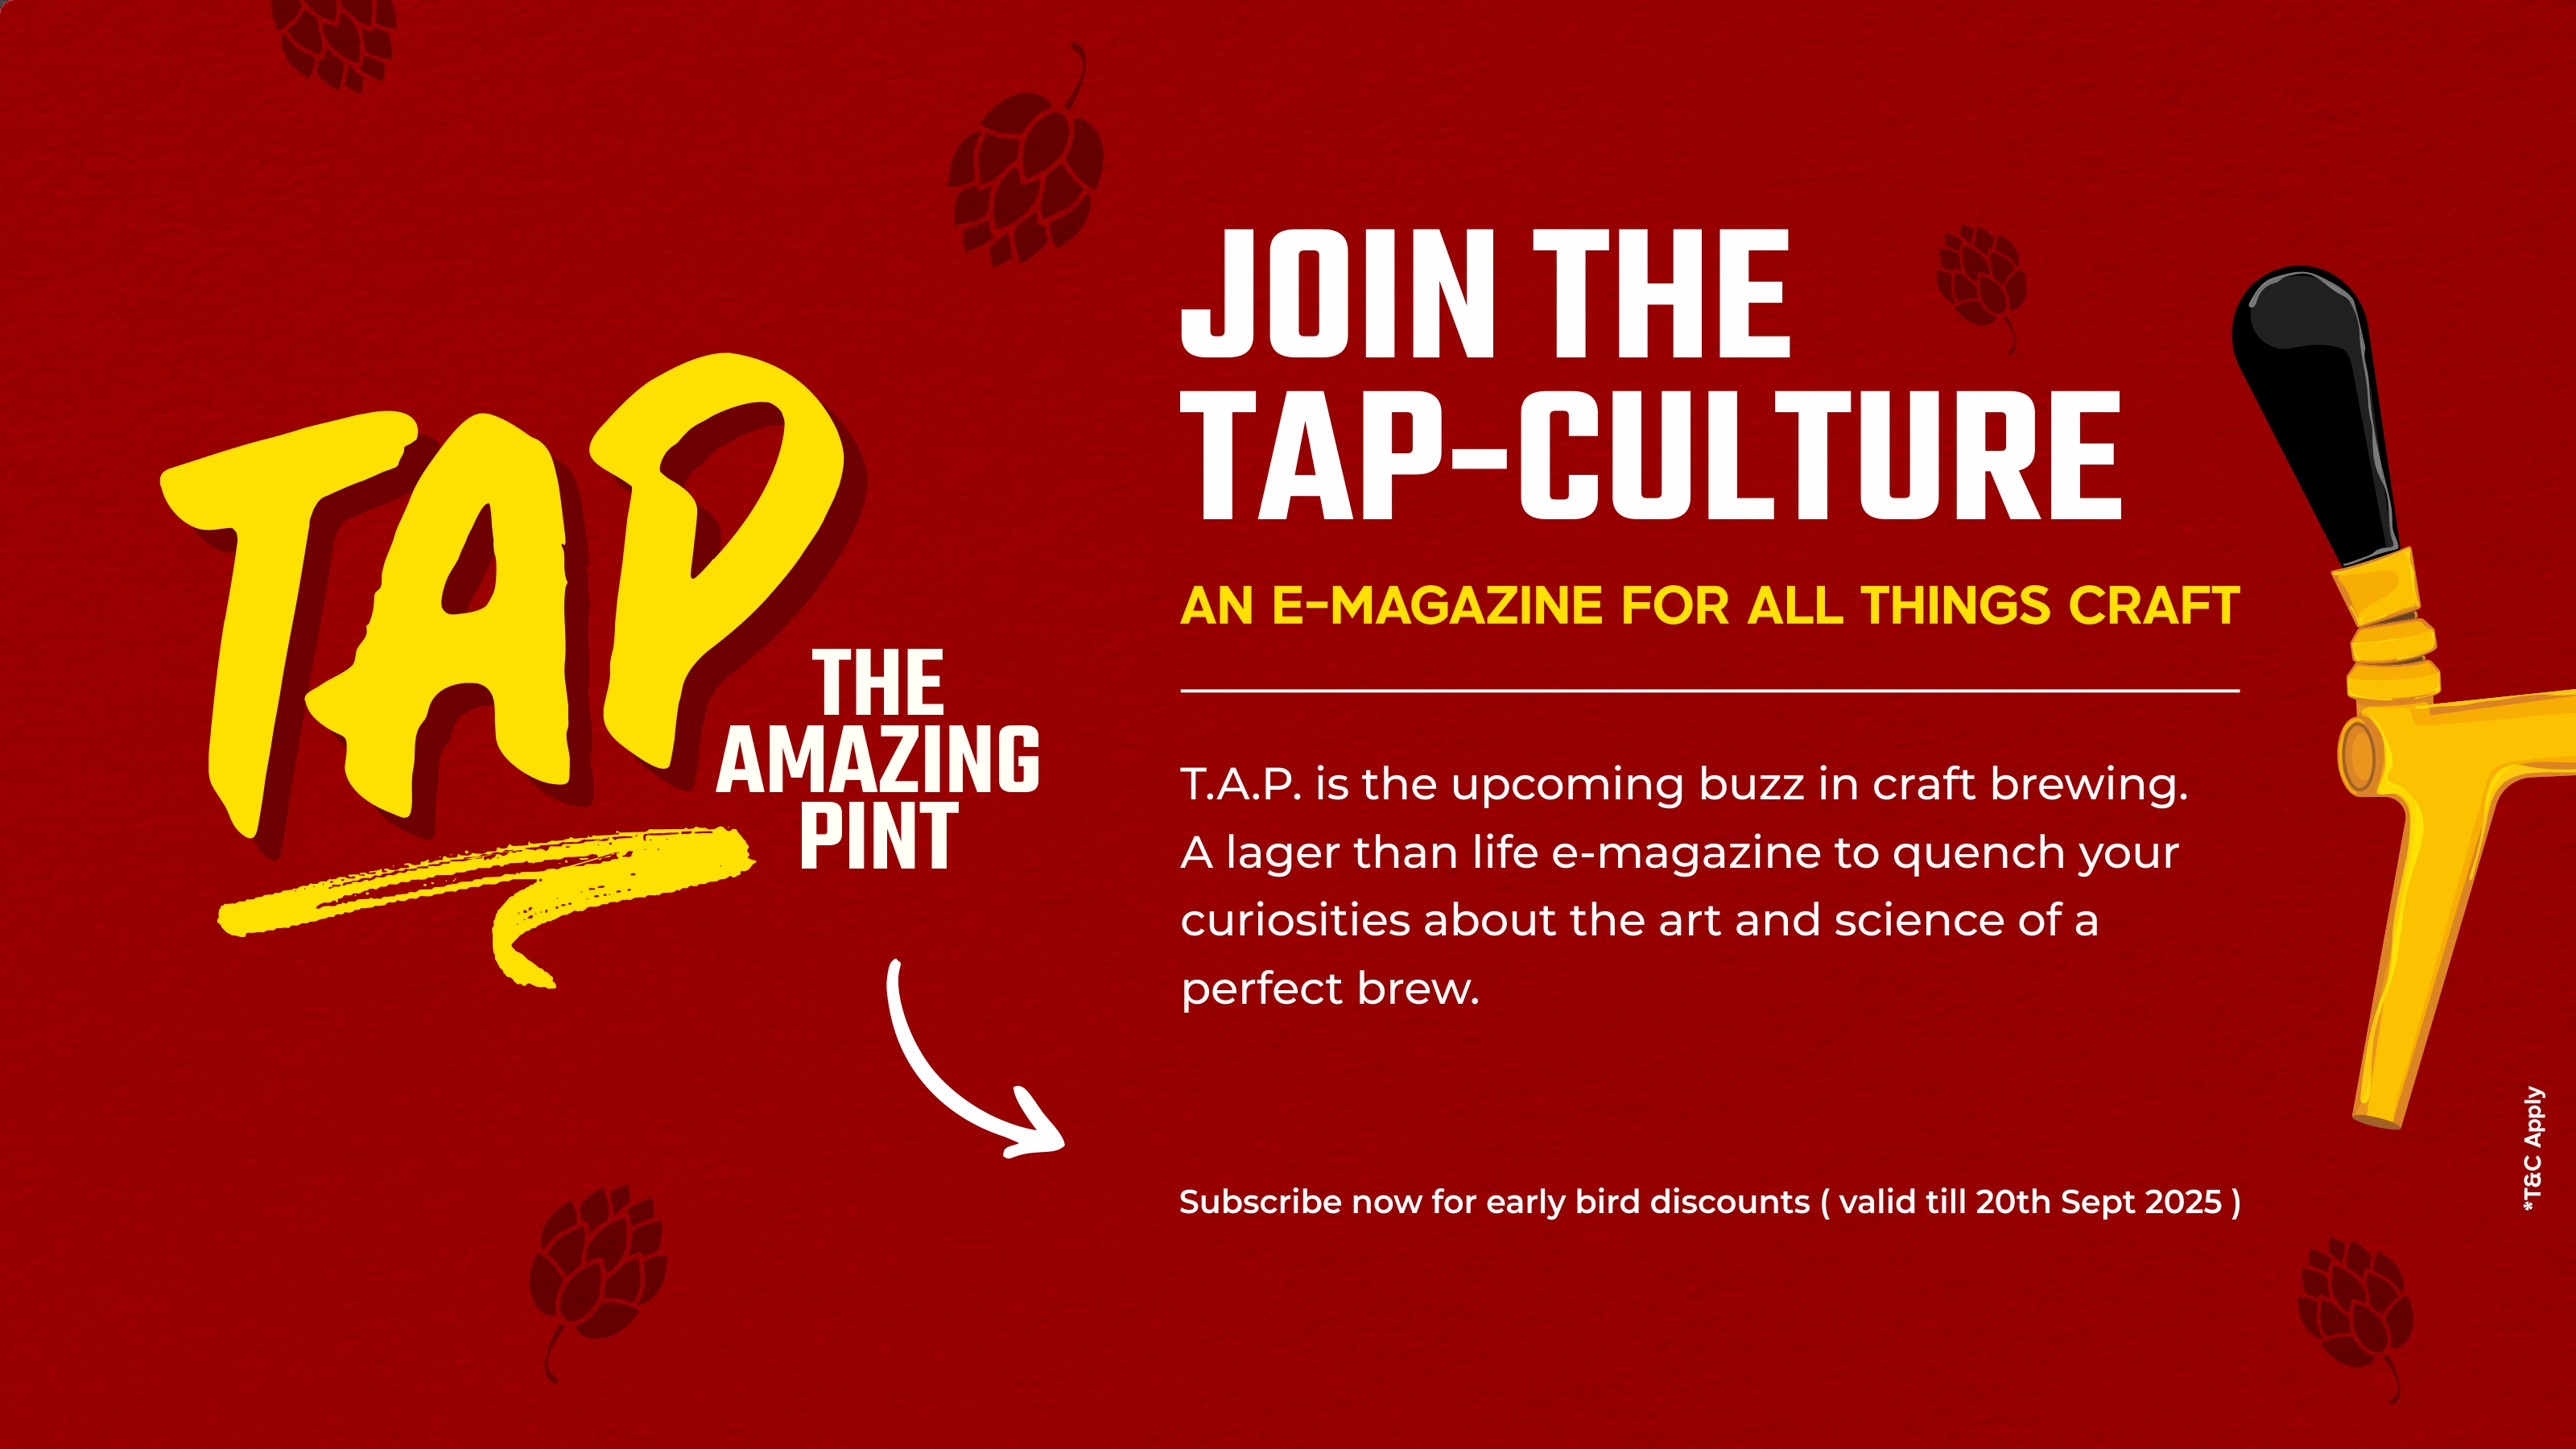 TAP
THE
AMAZING
PINT
JOIN THE
TAP-CULTURE
AN E-MAGAZINE FOR ALL THINGS CRAFT
T.A.P. is the upcoming buzz in craft brewing.
A lager than life e-magazine to quench your
curiosities about the art and science of a
perfect brew.
Subscribe now for early bird discounts ( valid till 20th Sept 2025 )
*T&C Apply